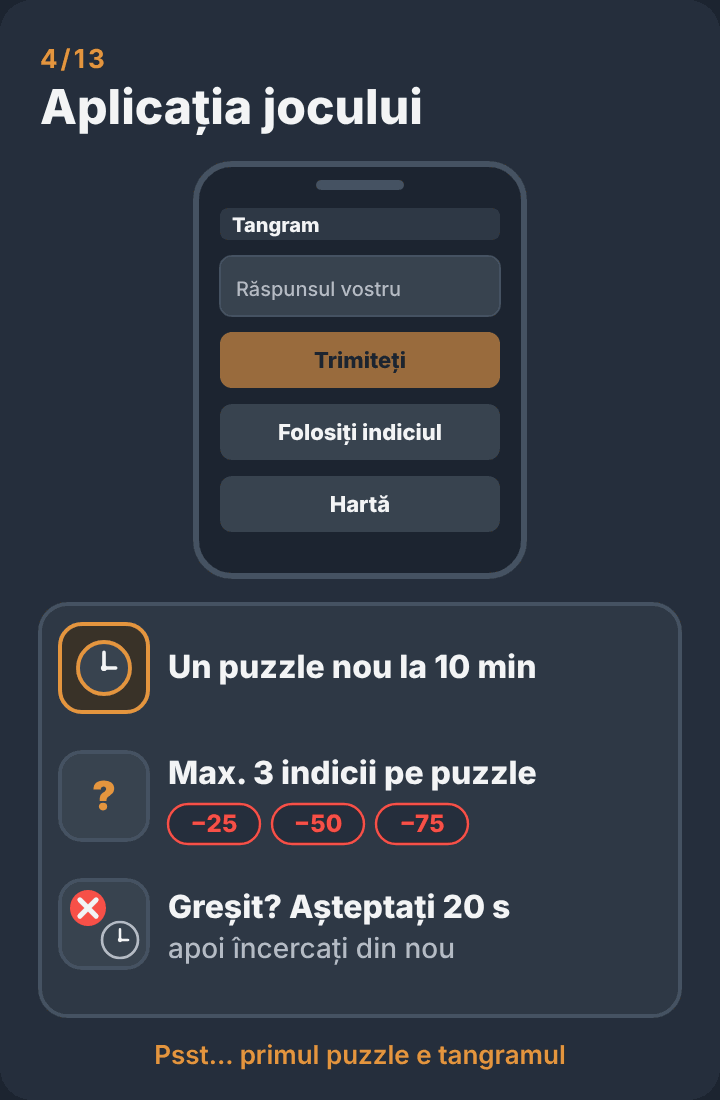 4/13
Aplicația jocului
Tangram
Răspunsul vostru
Trimiteți
Folosiți indiciul
Hartă
Un puzzle nou la 10 min
?
Max. 3 indicii pe puzzle
−25 −50 −75
Greșit? Așteptați 20 s
apoi încercați din nou
Psst... primul puzzle e tangramul